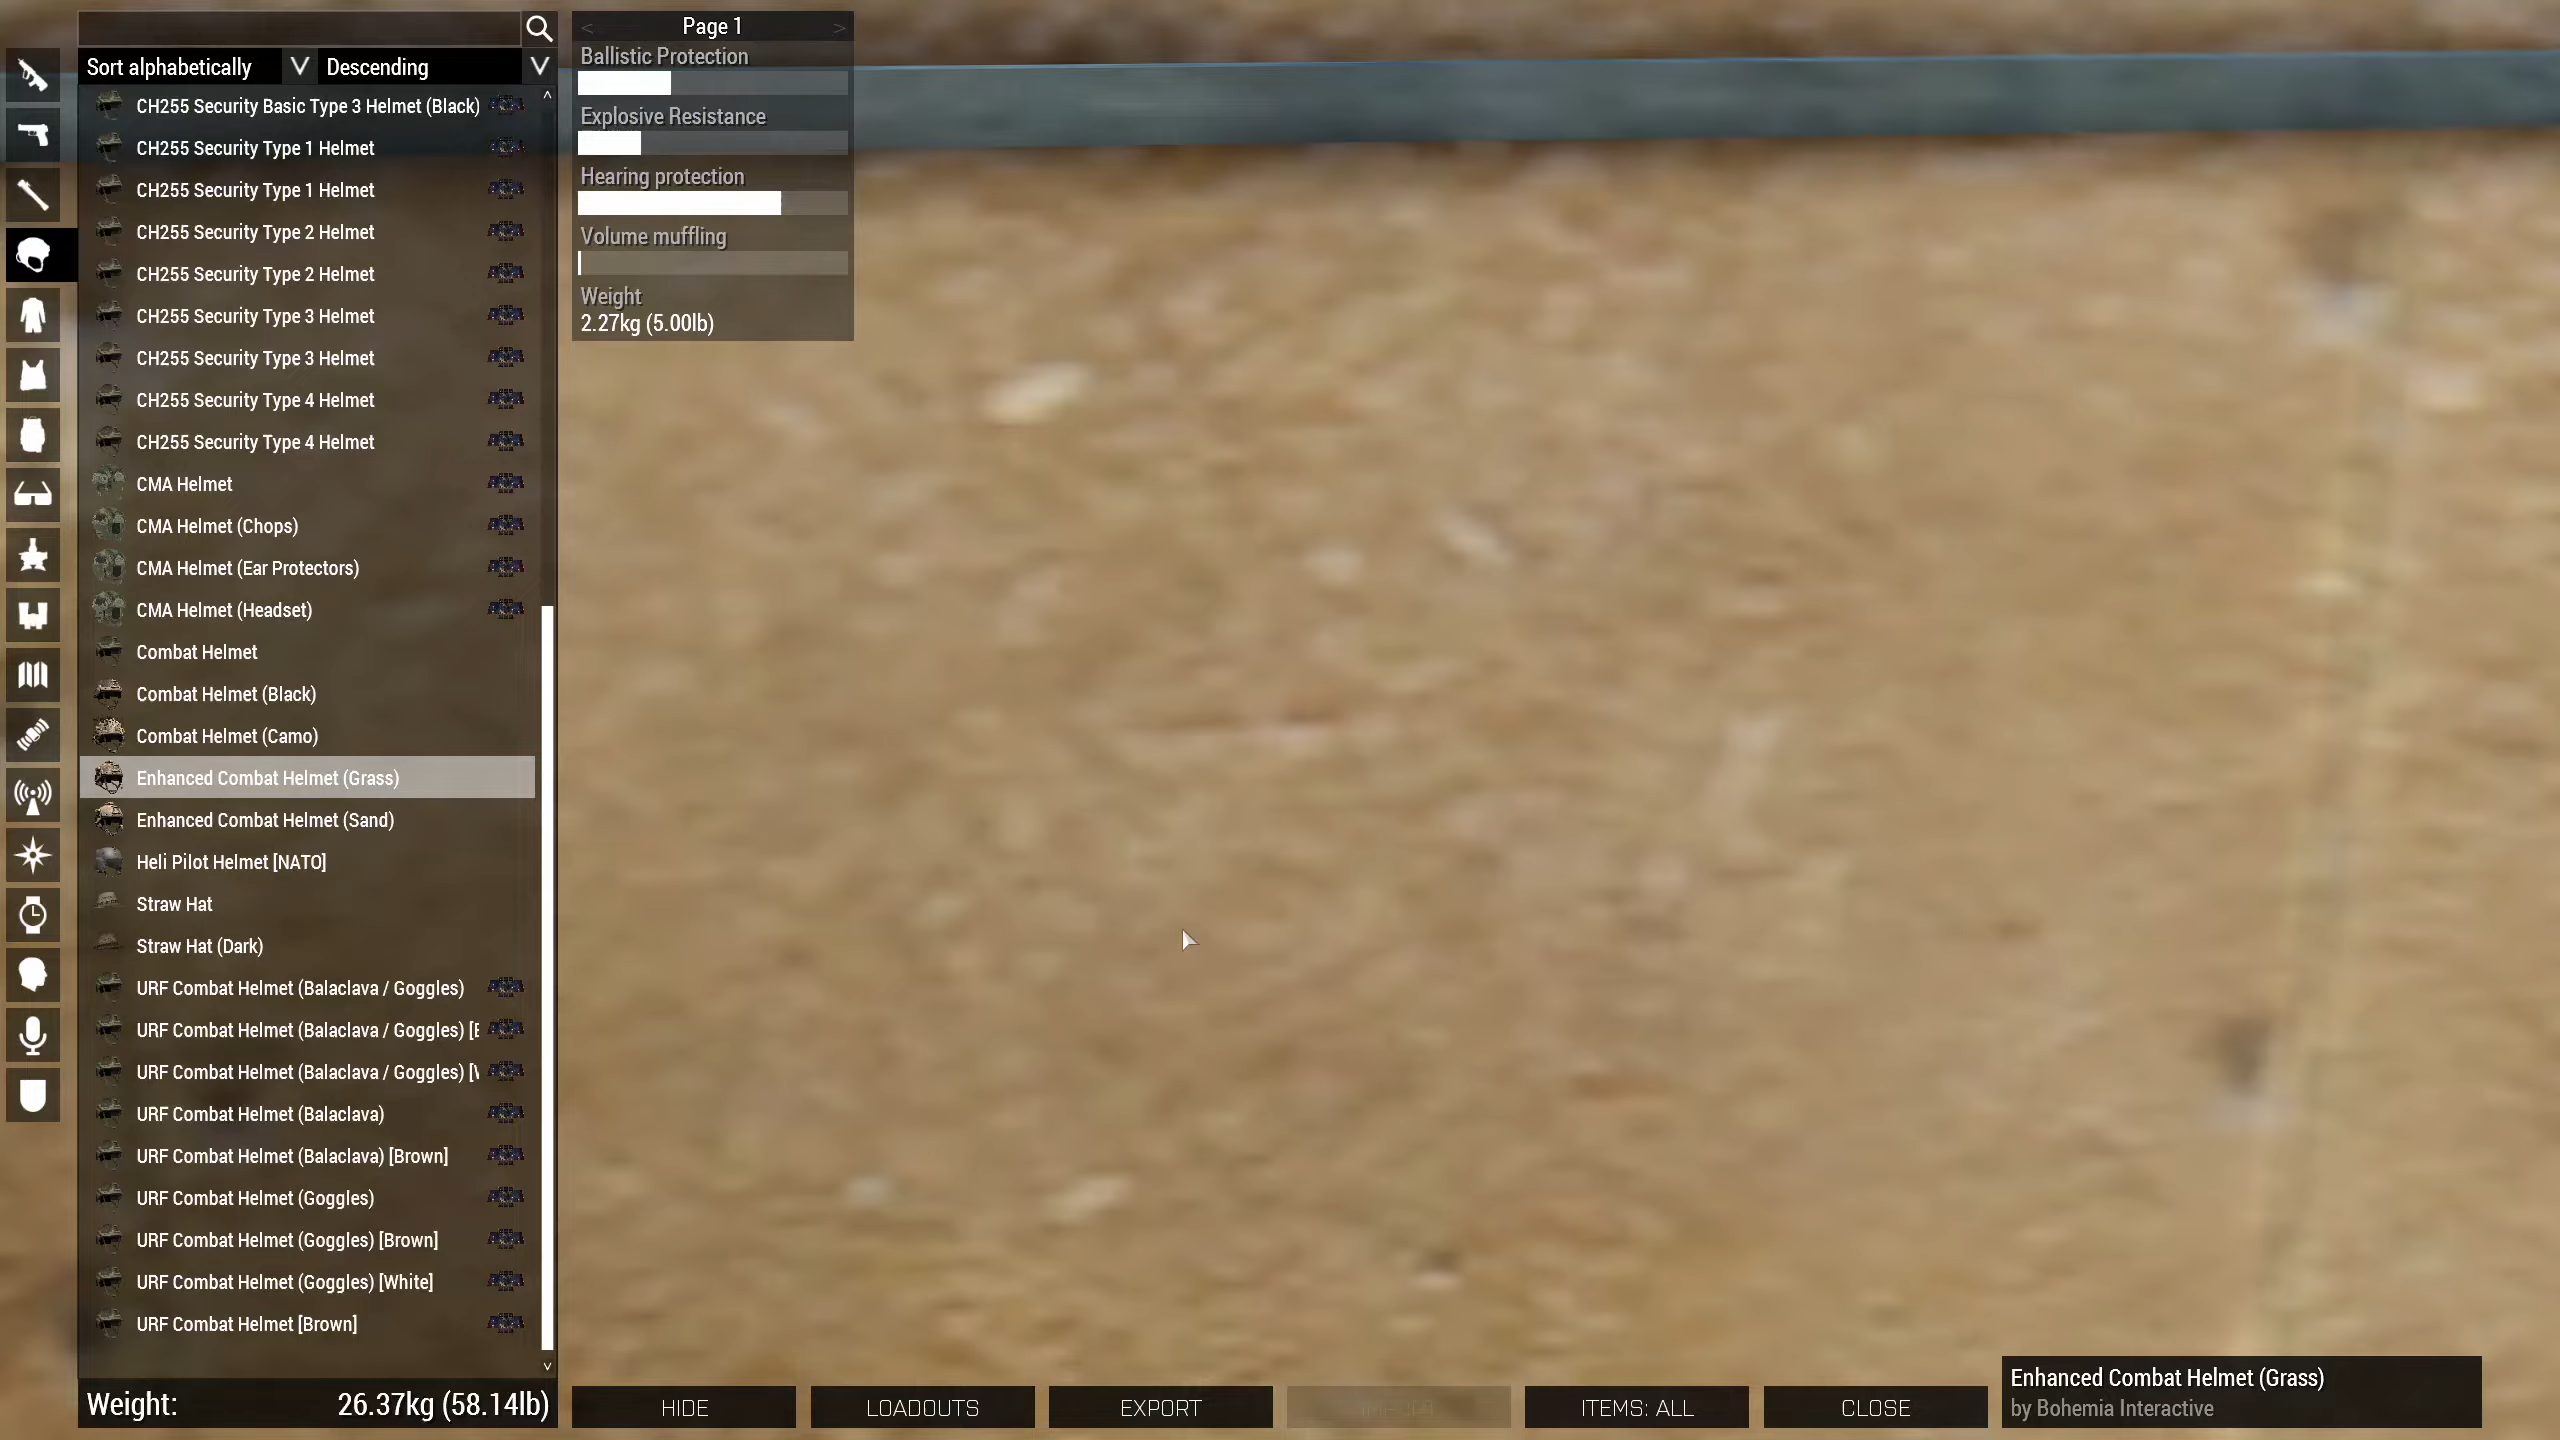 Sort alphabetically
Descending
CH255 Security Basic Type 3 Helmet (Black)
CH255 Security Type 1 Helmet
CH255 Security Type 1 Helmet
CH255 Security Type 2 Helmet
CH255 Security Type 2 Helmet
CH255 Security Type 3 Helmet
CH255 Security Type 3 Helmet
CH255 Security Type 4 Helmet
CH255 Security Type 4 Helmet
CMA Helmet
CMA Helmet (Chops)
CMA Helmet (Ear Protectors)
CMA Helmet (Headset)
Combat Helmet
Combat Helmet (Black)
Combat Helmet (Camo)
Enhanced Combat Helmet (Grass)
Enhanced Combat Helmet (Sand)
Heli Pilot Helmet [NATO]
Straw Hat
Straw Hat (Dark)
URF Combat Helmet (Balaclava / Goggles)
URF Combat Helmet (Balaclava / Goggles)
URF Combat Helmet (Balaclava / Goggles)
URF Combat Helmet (Balaclava)
URF Combat Helmet (Balaclava) [Brown]
URF Combat Helmet (Goggles)
URF Combat Helmet (Goggles) [Brown]
URF Combat Helmet (Goggles) [White]
URF Combat Helmet [Brown]
Weight: 26.37kg (58.14lb)
< Page 1 >
Ballistic Protection
Explosive Resistance
Hearing protection
Volume muffling
Weight
2.27kg (5.00lb)
HIDE
LOADOUTS
EXPORT
ITEMS: ALL
CLOSE
Enhanced Combat Helmet (Grass)
by Bohemia Interactive